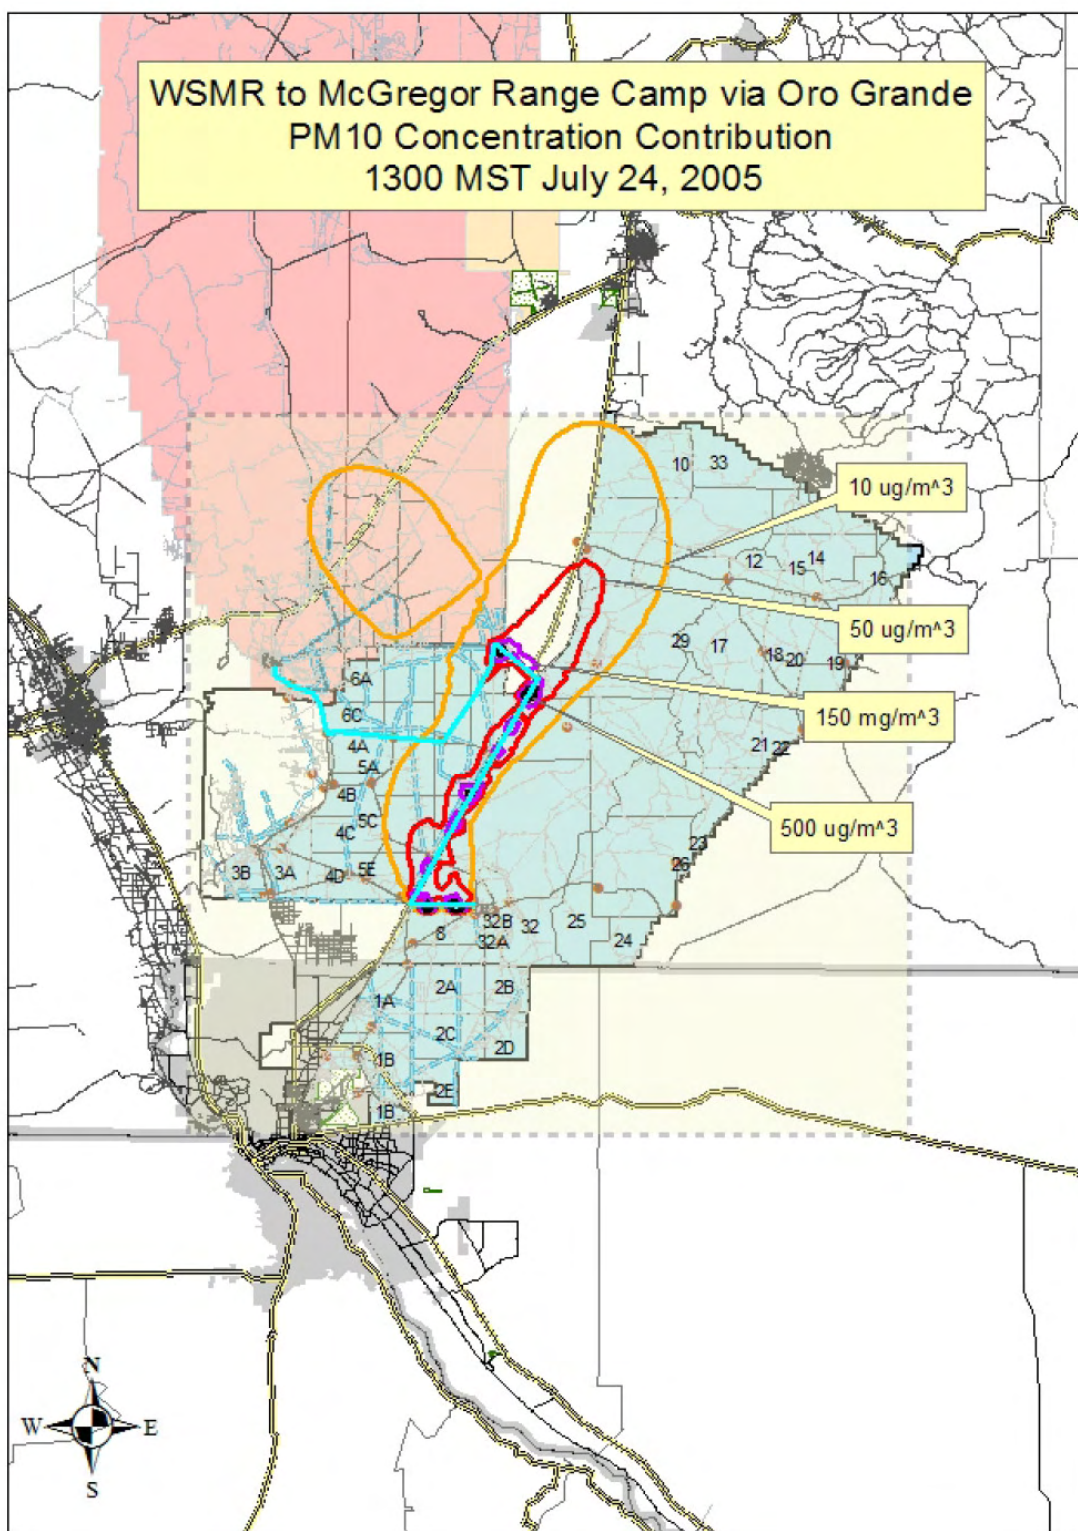 WSMR to McGregor Range Camp via Oro Grande
PM10 Concentration Contribution
1300 MST July 24, 2005
10
33
10 ug/m^3
12
15
14
16
50 ug/m^3
29
17
18
20
19
6A
6C
150 mg/m^3
4A
21
22
5A
4B
5C
4C
500 ug/m^3
23
3B
3A
4D
5E
26
8
32B
32A
32
25
24
1A
2A
2B
2C
2D
1B
2E
1B
N
W
E
S